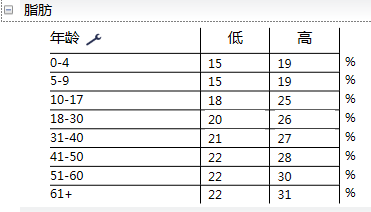 脂肪
年龄 低 高
0-4 15 19 %
5-9 15 19 %
10-17 18 25 %
18-30 20 26 %
31-40 21 27 %
41-50 22 28 %
51-60 22 30 %
61+ 22 31 %